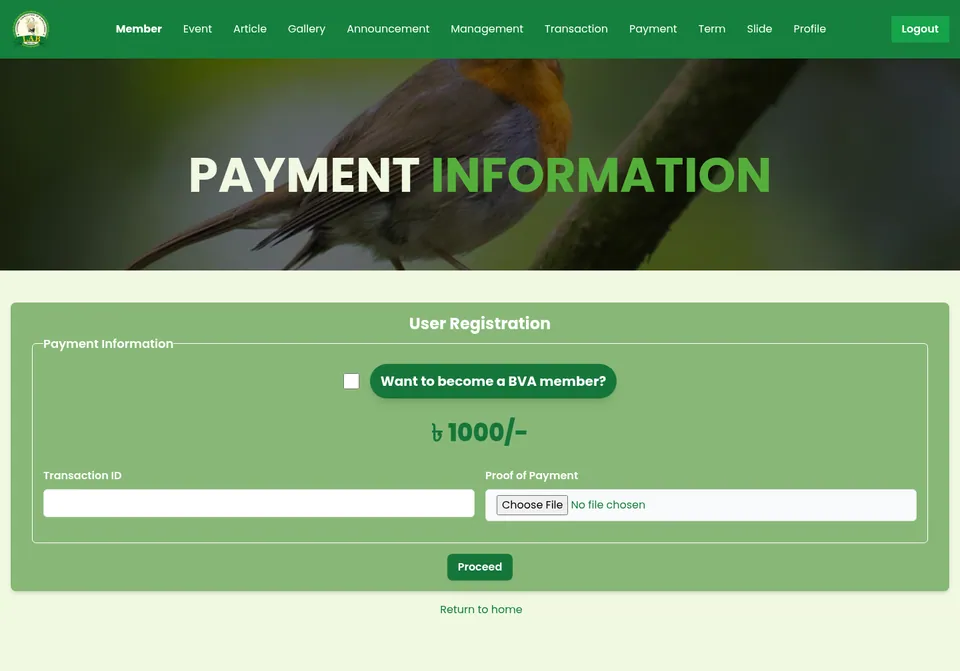 Member Event Article Gallery Announcement Management Transaction Payment Term Slide Profile Logout
PAYMENT INFORMATION
User Registration
Payment Information
Want to become a BVA member?
৳ 1000/-
Transaction ID Proof of Payment
Choose File No file chosen
Proceed
Return to home